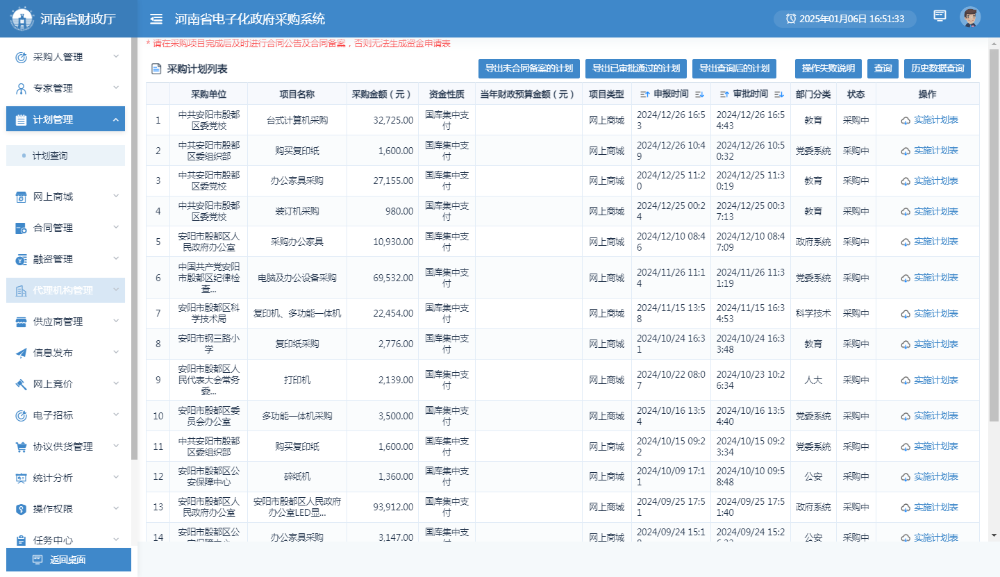 河南省财政厅
河南省电子化政府采购系统
2025年01月06日 16:51:33
采购人管理
专家管理
计划管理
计划查询
网上商城
合同管理
融资管理
代理机构管理
供应商管理
信息发布
网上竞价
电子招标
协议供货管理
统计分析
操作权限
任务中心
返回桌面
* 请在采购项目完成后及时进行合同公告及合同备案，否则无法生成资金申请表
采购计划列表
导出未合同备案的计划 导出已审批通过的计划 导出查询后的计划 操作失败说明 查询 历史数据查询
采购单位 项目名称 采购金额（元） 资金性质 当年财政预算金额（元） 项目类型 申报时间 审批时间 部门分类 状态 操作
1 中共安阳市殷都区委党校 台式计算机采购 32,725.00 国库集中支付 网上商城 2024/12/26 16:53 2024/12/26 16:54:43 教育 采购中 实施计划表
2 中共安阳市殷都区委组织部 购买复印纸 1,600.00 国库集中支付 网上商城 2024/12/26 10:49 2024/12/26 10:50:32 党委系统 采购中 实施计划表
3 中共安阳市殷都区委党校 办公家具采购 27,155.00 国库集中支付 网上商城 2024/12/25 11:20 2024/12/25 11:30:19 教育 采购中 实施计划表
4 中共安阳市殷都区委党校 装订机采购 980.00 国库集中支付 网上商城 2024/12/25 00:24 2024/12/25 00:37:13 教育 采购中 实施计划表
5 安阳市殷都区人民政府办公室 采购办公家具 10,930.00 国库集中支付 网上商城 2024/12/10 08:46 2024/12/10 08:47:09 政府系统 采购中 实施计划表
6 中国共产党安阳市殷都区纪律检查... 电脑及办公设备采购 69,532.00 国库集中支付 网上商城 2024/11/26 11:14 2024/11/26 11:31:19 党委系统 采购中 实施计划表
7 安阳市殷都区科学技术局 复印机、多功能一体机 22,454.00 国库集中支付 网上商城 2024/11/15 13:58 2024/11/15 16:34:53 科学技术 采购中 实施计划表
8 安阳市钢三路小学 复印纸采购 2,776.00 国库集中支付 网上商城 2024/10/24 16:31 2024/10/24 16:33:48 教育 采购中 实施计划表
9 安阳市殷都区人民代表大会常务委... 打印机 2,139.00 国库集中支付 网上商城 2024/10/22 08:07 2024/10/23 10:26:34 人大 采购中 实施计划表
10 安阳市殷都区委员会办公室 多功能一体机采购 3,500.00 国库集中支付 网上商城 2024/10/16 13:54 2024/10/16 13:54:40 党委系统 采购中 实施计划表
11 中共安阳市殷都区委组织部 购买复印纸 1,600.00 国库集中支付 网上商城 2024/10/15 09:22 2024/10/15 09:23:34 党委系统 采购中 实施计划表
12 安阳市殷都区公安保障中心 碎纸机 1,360.00 国库集中支付 网上商城 2024/10/09 17:11 2024/10/10 09:58:48 公安 采购中 实施计划表
13 安阳市殷都区人民政府办公室 安阳市殷都区人民政府办公室LED显... 93,912.00 国库集中支付 网上商城 2024/09/25 17:51 2024/09/25 17:51:40 政府系统 采购中 实施计划表
14 安阳市殷都区公 办公家具采购 3,147.00 国库集中支付 网上商城 2024/09/24 15:1 2024/09/24 15:2 公安 采购中 实施计划表